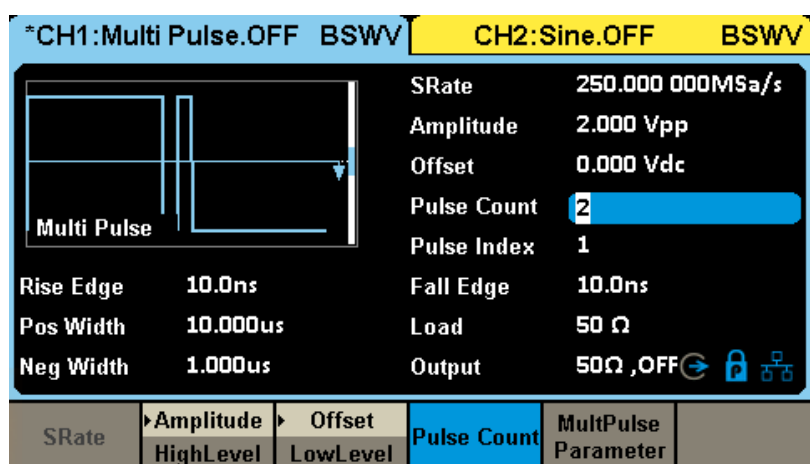 *CH1:Multi Pulse.OFF BSWV CH2:Sine.OFF BSWV
SRate 250.000 000MSa/s
Amplitude 2.000 Vpp
Offset 0.000 Vdc
Pulse Count 2
Multi Pulse
Pulse Index 1
Rise Edge 10.0ns Fall Edge 10.0ns
Pos Width 10.000us Load 50 Ω
Neg Width 1.000us Output 50Ω ,OFF
SRate Amplitude Offset Pulse Count MultPulse
HighLevel LowLevel Parameter